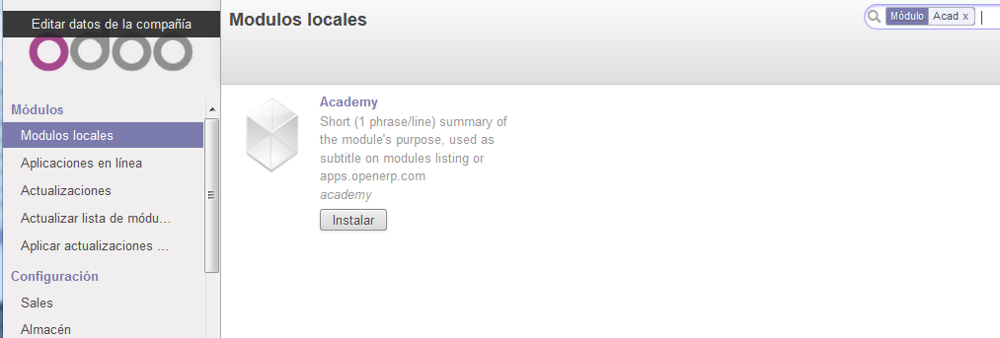 Editar datos de la compañía
odoo
Módulos
Modulos locales
Aplicaciones en línea
Actualizaciones
Actualizar lista de módu...
Aplicar actualizaciones ...
Configuración
Sales
Almacén
Modulos locales
Módulo Acad x
Academy
Short (1 phrase/line) summary of
the module's purpose, used as
subtitle on modules listing or
apps.openerp.com
academy
Instalar